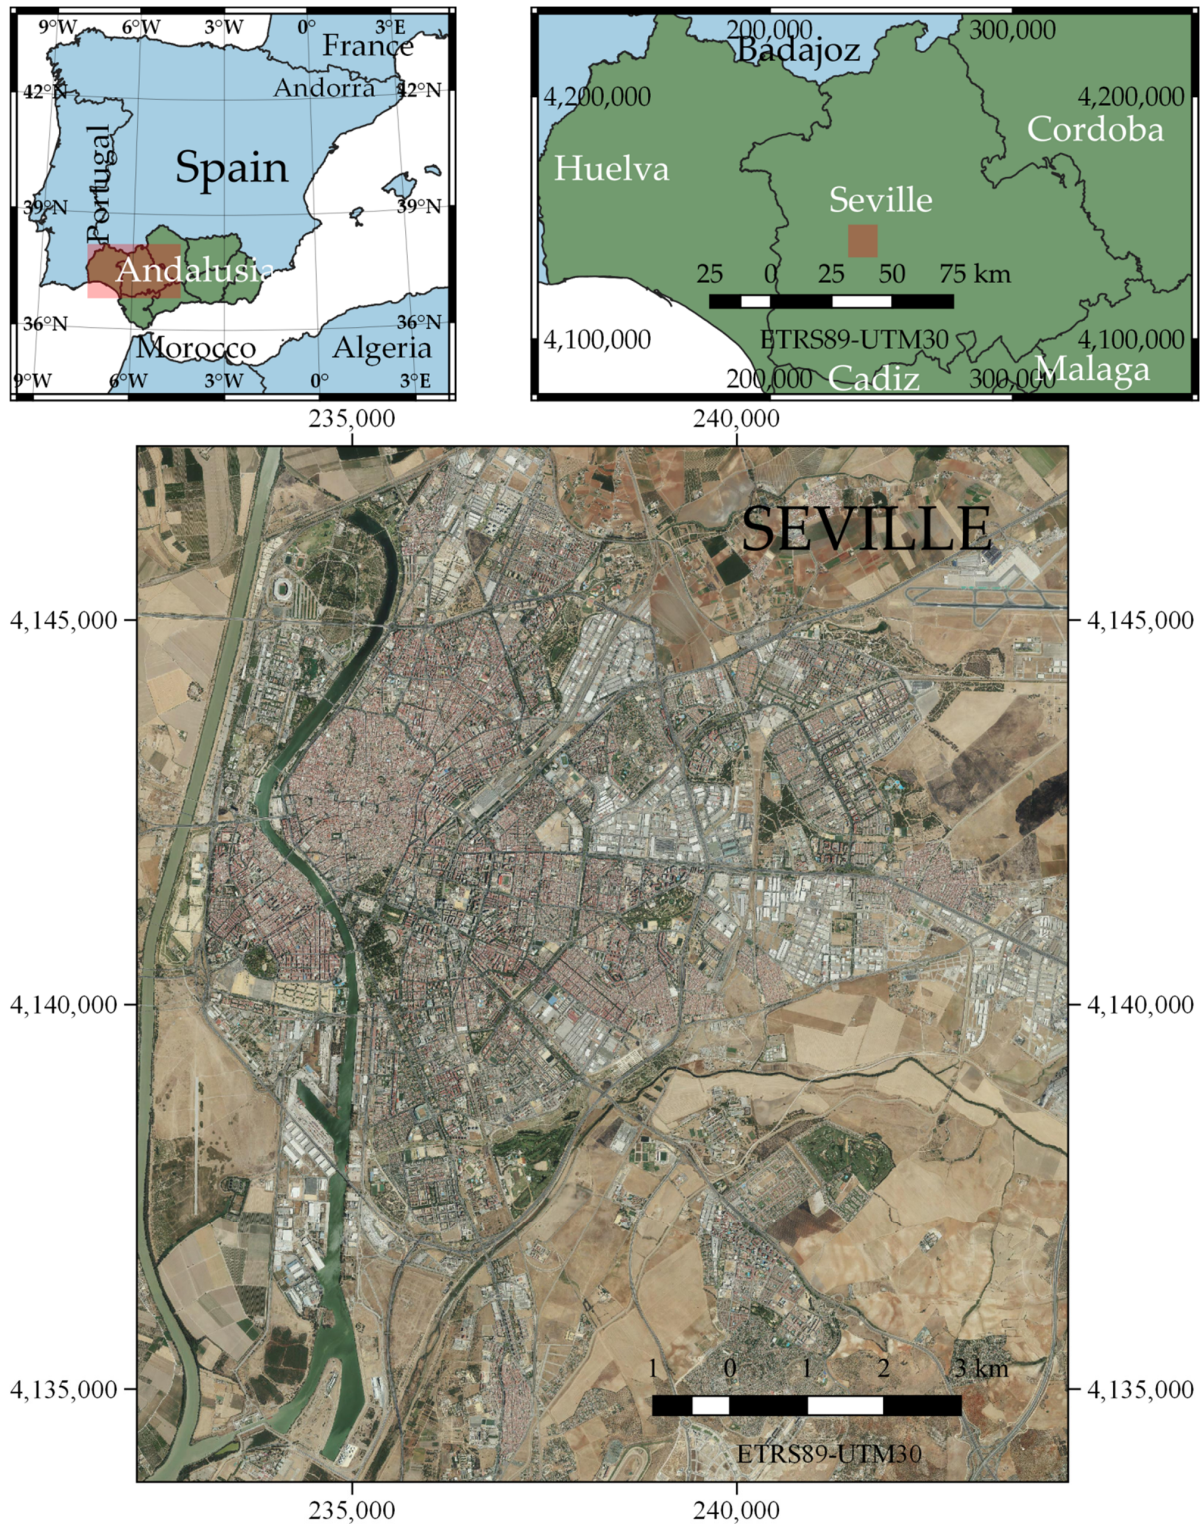 9°W 6°W 3°W 0° 3°E
France
Andorra
42°N 42°N
Portugal
Spain
39°N 39°N
Andalusia
36°N 36°N
Morocco Algeria
9°W 6°W 3°W 0° 3°E
200,000 300,000
Badajoz
4,200,000 4,200,000
Cordoba
Huelva
Seville
25 0 25 50 75 km
ETRS89-UTM30
4,100,000 4,100,000
200,000 Cadiz 300,000 Malaga
235,000 240,000
SEVILLE
4,145,000 4,145,000
4,140,000 4,140,000
1 0 1 2 3 km
4,135,000 4,135,000
ETRS89-UTM30
235,000 240,000